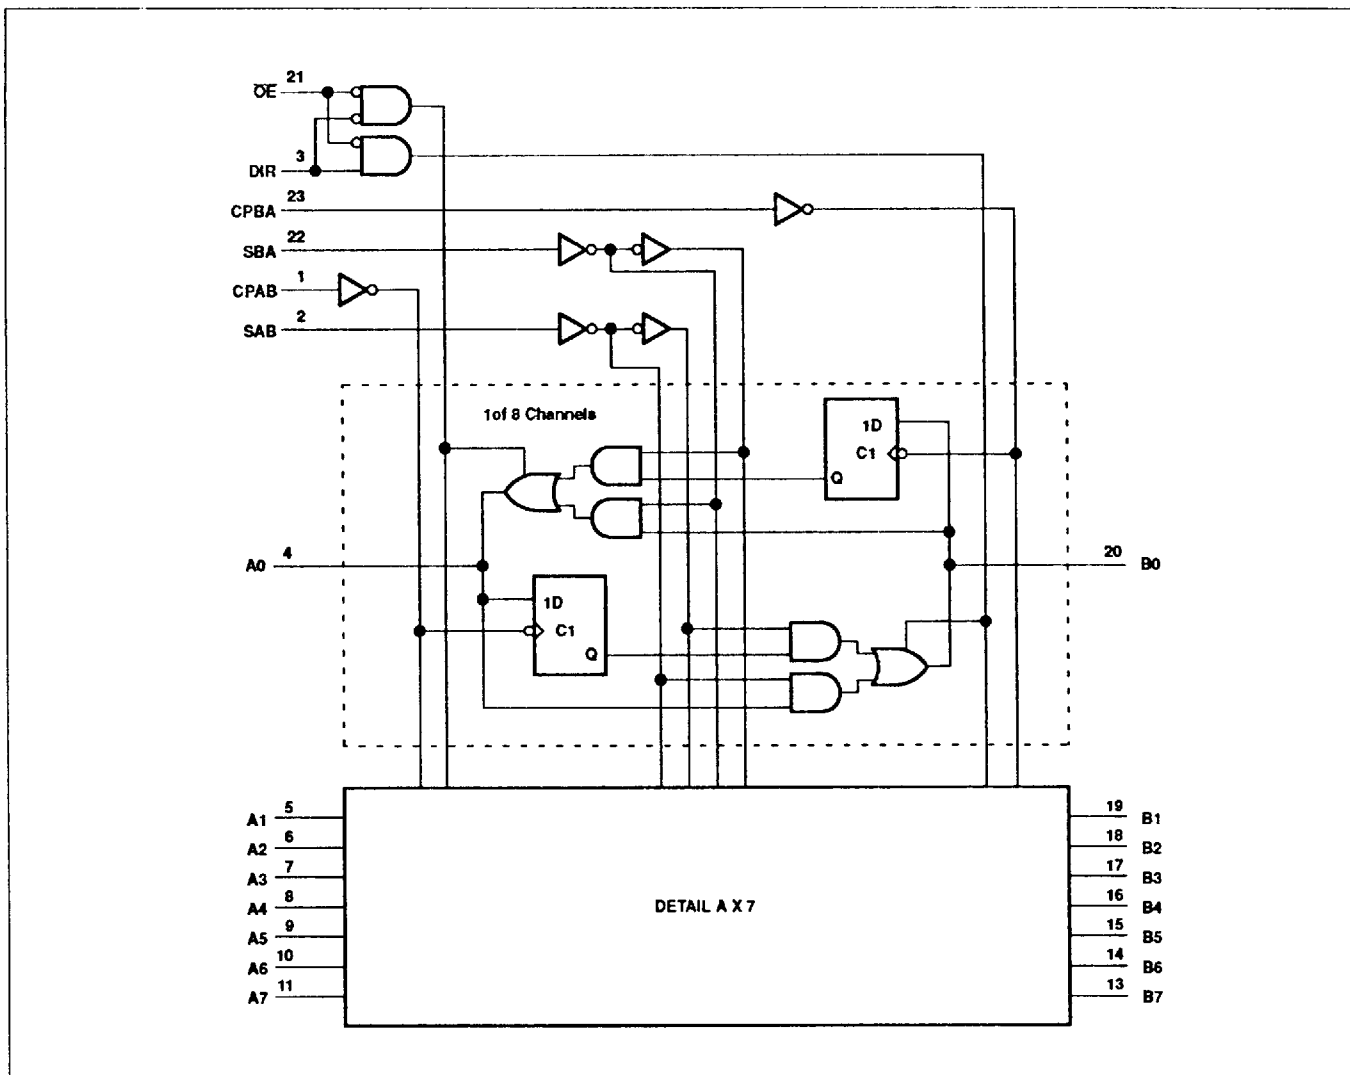 21
O̅E̅
3
DIR
23
CPBA
22
SBA
1
CPAB
2
SAB
1of 8 Channels
1D
C1
Q
4
A0
20
B0
1D
C1
Q
5
A1
19
B1
6
A2
18
B2
7
A3
17
B3
8
A4
DETAIL A X 7
16
B4
9
A5
15
B5
10
A6
14
B6
11
A7
13
B7